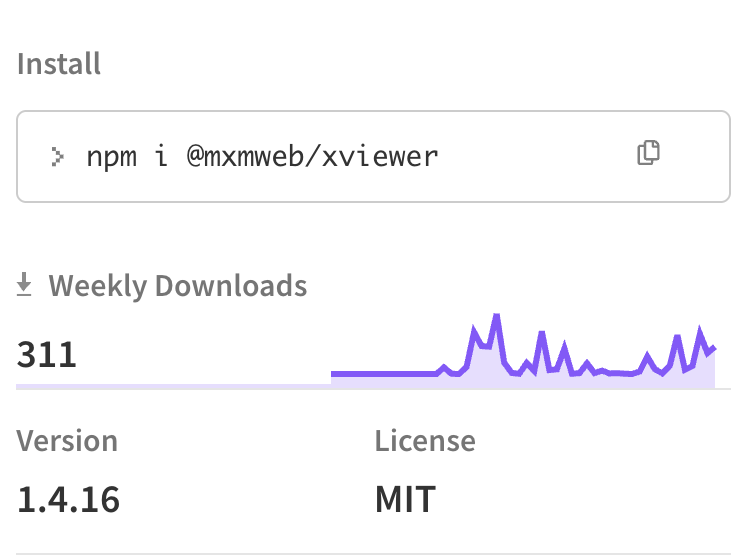 Install
> npm i @mxmweb/xviewer
Weekly Downloads
311
Version
License
1.4.16
MIT